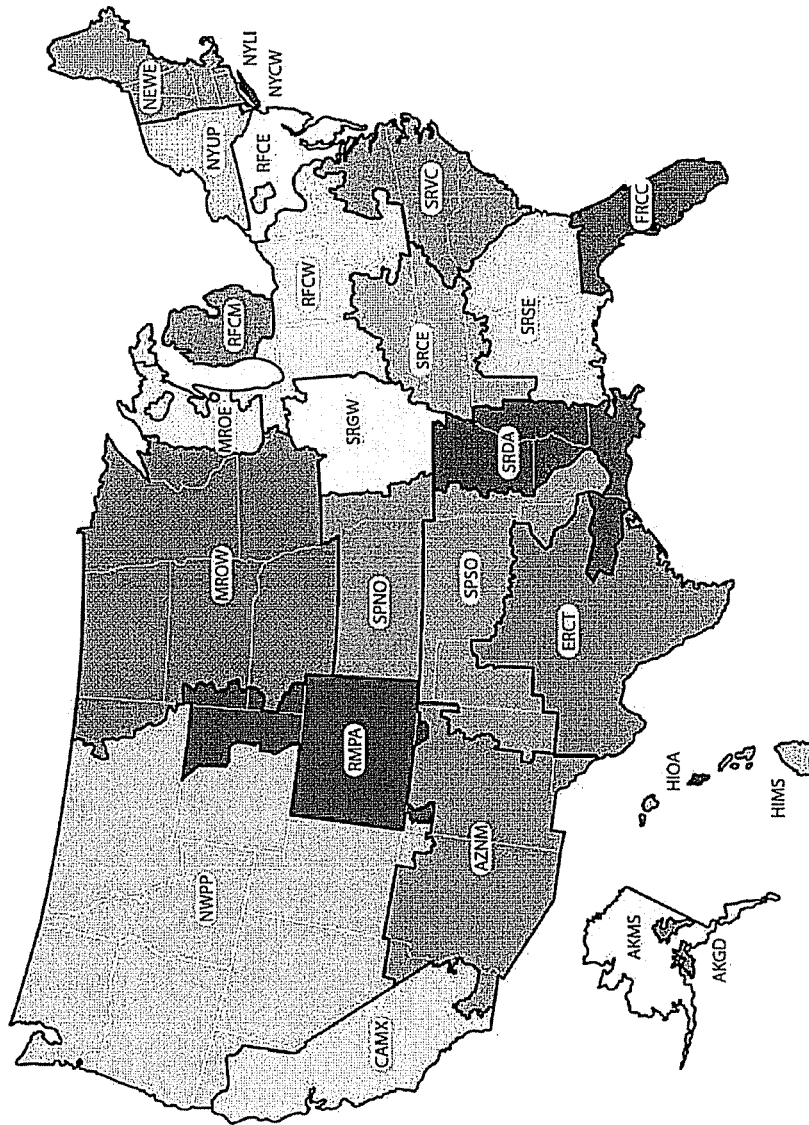 NWPP
CAMX
AZNM
RMPA
MROW
SPNO
SPSO
ERCT
MROE
SRGW
SRDA
RFCM
RFCW
SRCE
SRSE
SRVC
FRCC
NEWE
NYUP
RFCE
NYLI
NYCW
AKMS
AKGD
HIOA
HIMS